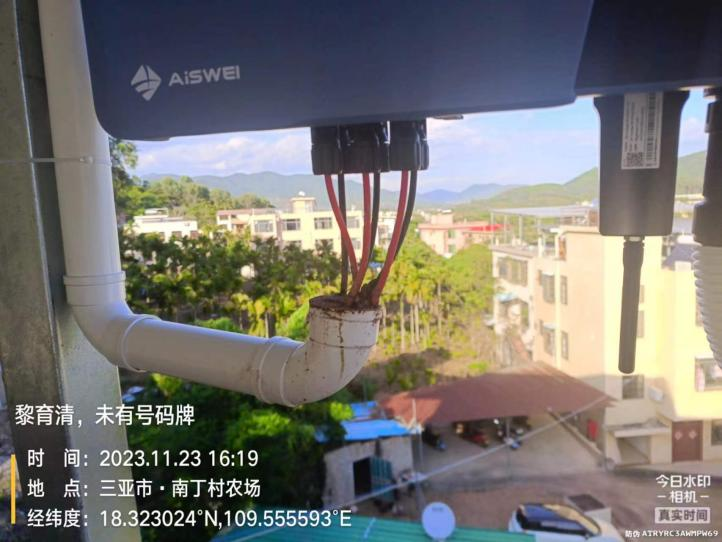 AiSWEI
黎育清，未有号码牌
时 间：2023.11.23 16:19
地 点：三亚市·南丁村农场
经纬度：18.323024°N,109.555593°E
今日水印
-相机-
真实时间
防伪 ATRYRC3AWMPW69